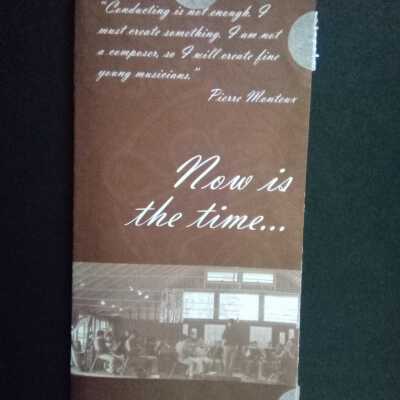 "Conducting is not enough. I
must create something. I am not
a composer, so I will create fine
young musicians."
Pierre Monteux
Now is
the time...